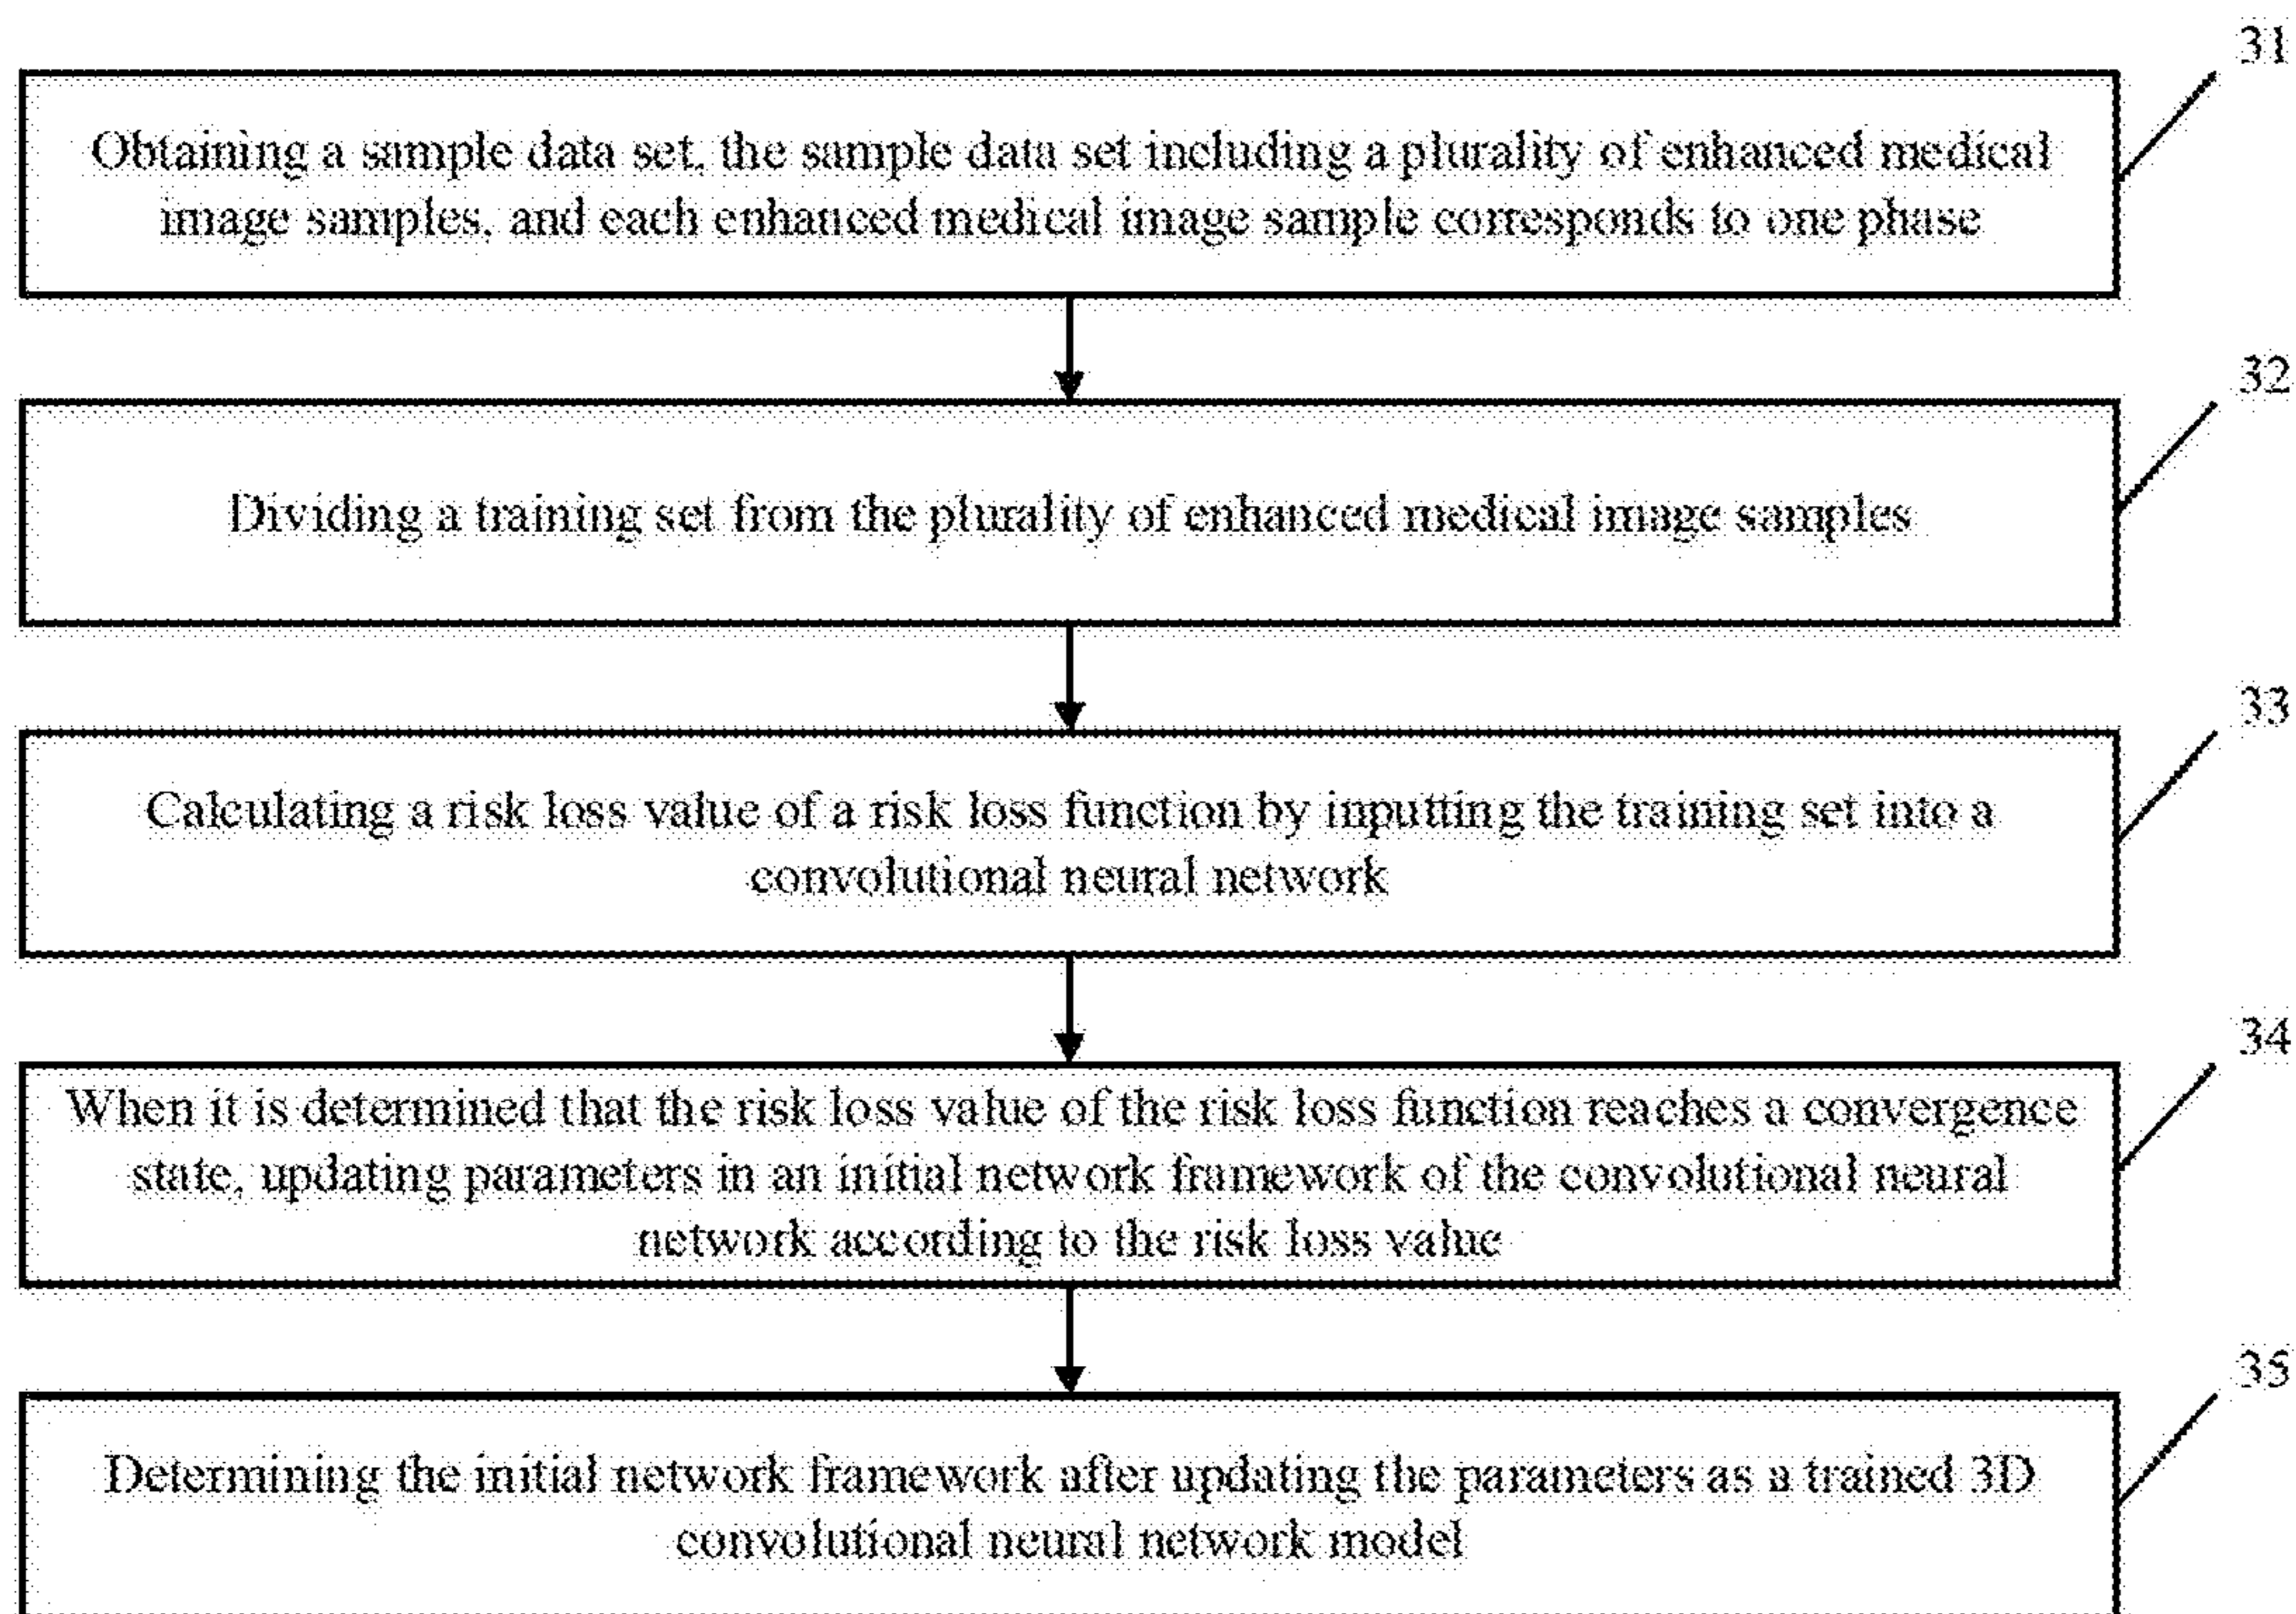 31
Obtaining a sample data set, the sample data set including a plurality of enhanced medical
image samples, and each enhanced medical image sample corresponds to one phase
32
Dividing a training set from the plurality of enhanced medical image samples
33
Calculating a risk loss value of a risk loss function by inputting the training set into a
convolutional neural network
34
When it is determined that the risk loss value of the risk loss function reaches a convergence
state, updating parameters in an initial network framework of the convolutional neural
network according to the risk loss value
35
Determining the initial network framework after updating the parameters as a trained 3D
convolutional neural network model